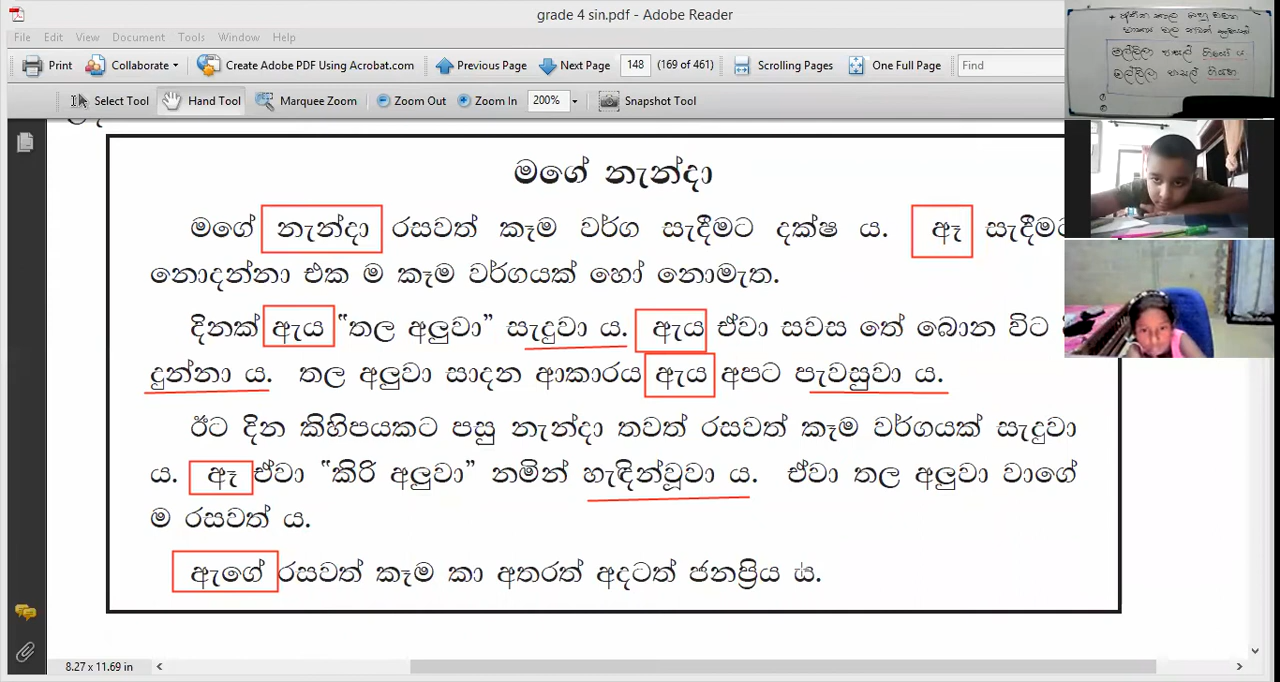 grade 4 sin.pdf - Adobe Reader
File Edit View Document Tools Window Help
Print Collaborate Create Adobe PDF Using Acrobat.com Previous Page Next Page 148 (169 of 461) Scrolling Pages One Full Page Find
Select Tool Hand Tool Marquee Zoom Zoom Out Zoom In 200% Snapshot Tool
මගේ නැන්දා
මගේ නැන්දා රසවත් කෑම වර්ග සැදීමට දක්ෂ ය. ඈ සැදීමට
නොදන්නා එක ම කෑම වර්ගයක් හෝ නොමැත.
දිනක් ඇය “තල අලුවා” සැදුවා ය. ඇය ඒවා සවස තේ බොන විට
දුන්නා ය. තල අලුවා සාදන ආකාරය ඇය අපට පැවසුවා ය.
ඊට දින කිහිපයකට පසු නැන්දා තවත් රසවත් කෑම වර්ගයක් සැදුවා
ය. ඈ ඒවා “කිරි අලුවා” නමින් හැඳින්වූවා ය. ඒවා තල අලුවා වාගේ
ම රසවත් ය.
ඇගේ රසවත් කෑම කා අතරත් අදටත් ජනප්‍රිය ය.
8.27 x 11.69 in